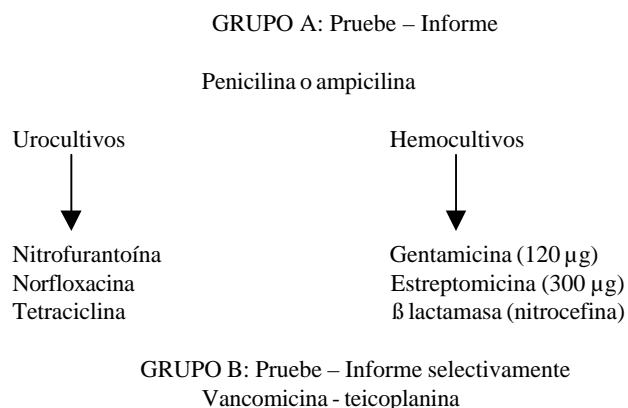 GRUPO A: Pruebe – Informe
Penicilina o ampicilina
Urocultivos
Hemocultivos
Nitrofurantoína
Gentamicina (120 µg)
Norfloxacina
Estreptomicina (300 µg)
Tetraciclina
ß lactamasa (nitrocefina)
GRUPO B: Pruebe – Informe selectivamente
Vancomicina - teicoplanina